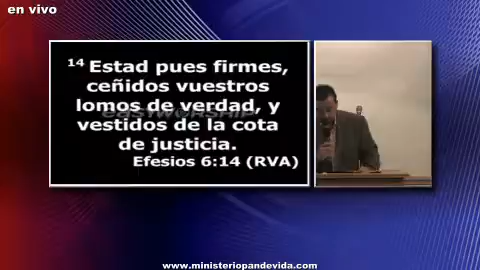 en vivo
14 Estad pues firmes,
ceñidos vuestros
lomos de verdad, y
EASYWORSHIP
vestidos de la cota
de justicia.
Efesios 6:14 (RVA)
www.ministeriopandevida.com